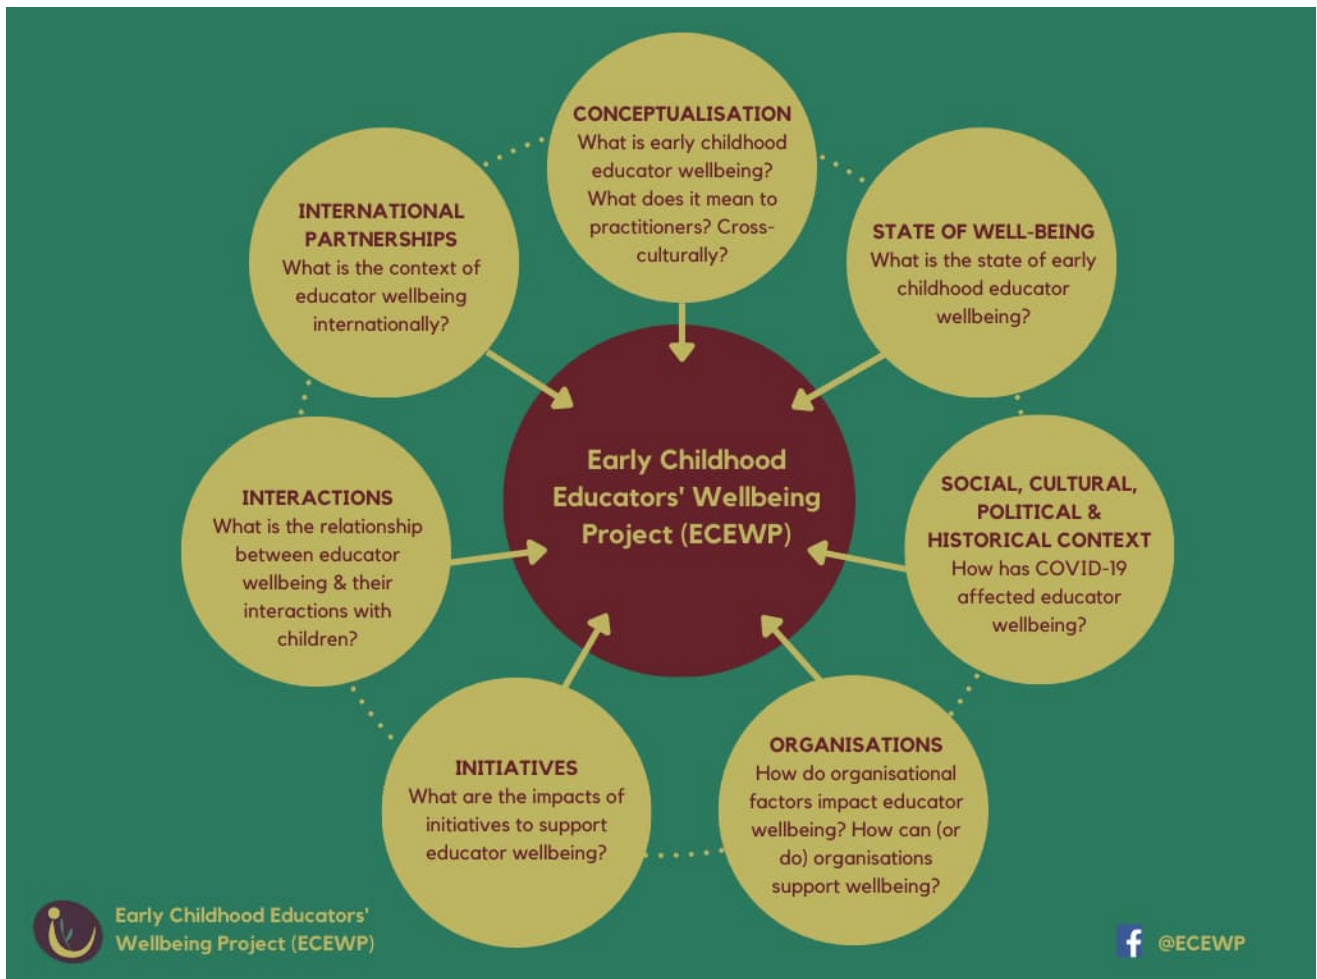 CONCEPTUALISATION
What is early childhood
educator wellbeing?
What does it mean to
practitioners? Cross-
culturally?
STATE OF WELL-BEING
What is the state of early
childhood educator
wellbeing?
SOCIAL, CULTURAL,
POLITICAL &
HISTORICAL CONTEXT
How has COVID-19
affected educator
wellbeing?
ORGANISATIONS
How do organisational
factors impact educator
wellbeing? How can (or
do) organisations
support wellbeing?
INITIATIVES
What are the impacts of
initiatives to support
educator wellbeing?
INTERACTIONS
What is the relationship
between educator
wellbeing & their
interactions with
children?
INTERNATIONAL
PARTNERSHIPS
What is the context of
educator wellbeing
internationally?
Early Childhood
Educators' Wellbeing
Project (ECEWP)
Early Childhood Educators'
Wellbeing Project (ECEWP)
f @ECEWP